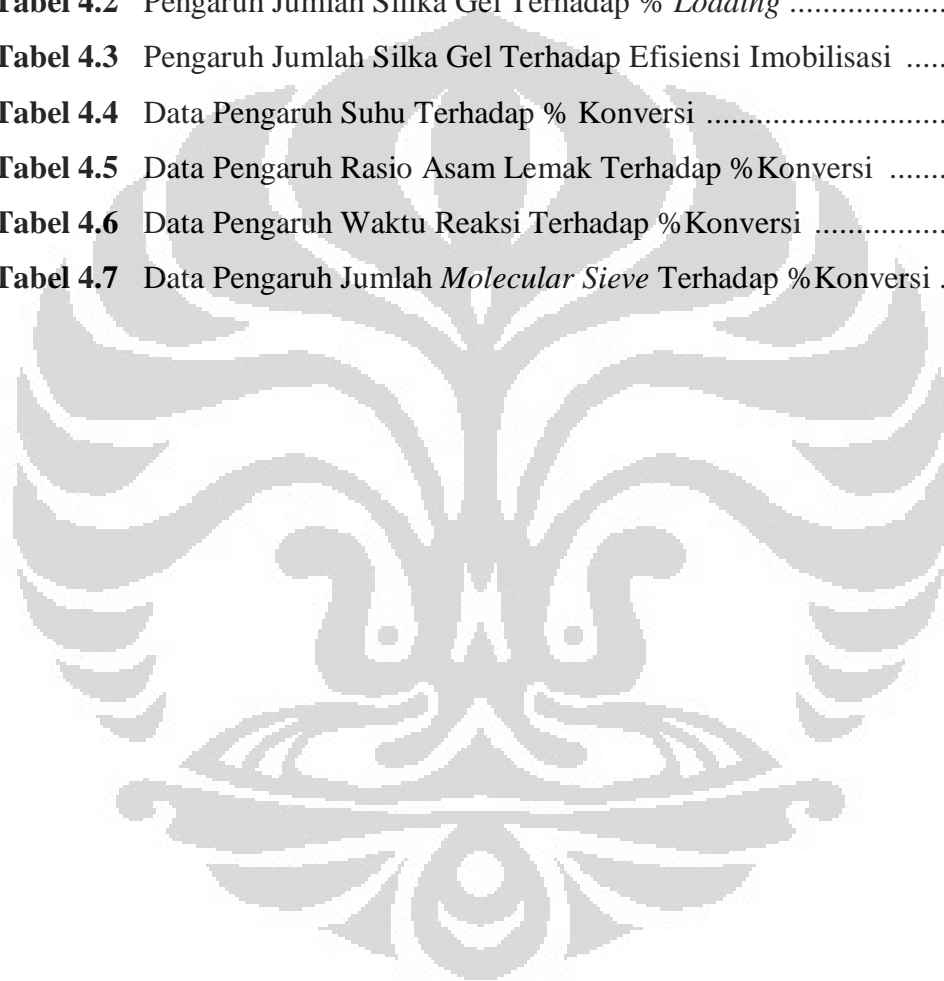 Tabel 4.2 Pengaruh Jumlah Silika Gel Terhadap % Loading ....................
Tabel 4.3 Pengaruh Jumlah Silka Gel Terhadap Efisiensi Imobilisasi .....
Tabel 4.4 Data Pengaruh Suhu Terhadap % Konversi ..............................
Tabel 4.5 Data Pengaruh Rasio Asam Lemak Terhadap %Konversi .......
Tabel 4.6 Data Pengaruh Waktu Reaksi Terhadap %Konversi .................
Tabel 4.7 Data Pengaruh Jumlah Molecular Sieve Terhadap %Konversi .